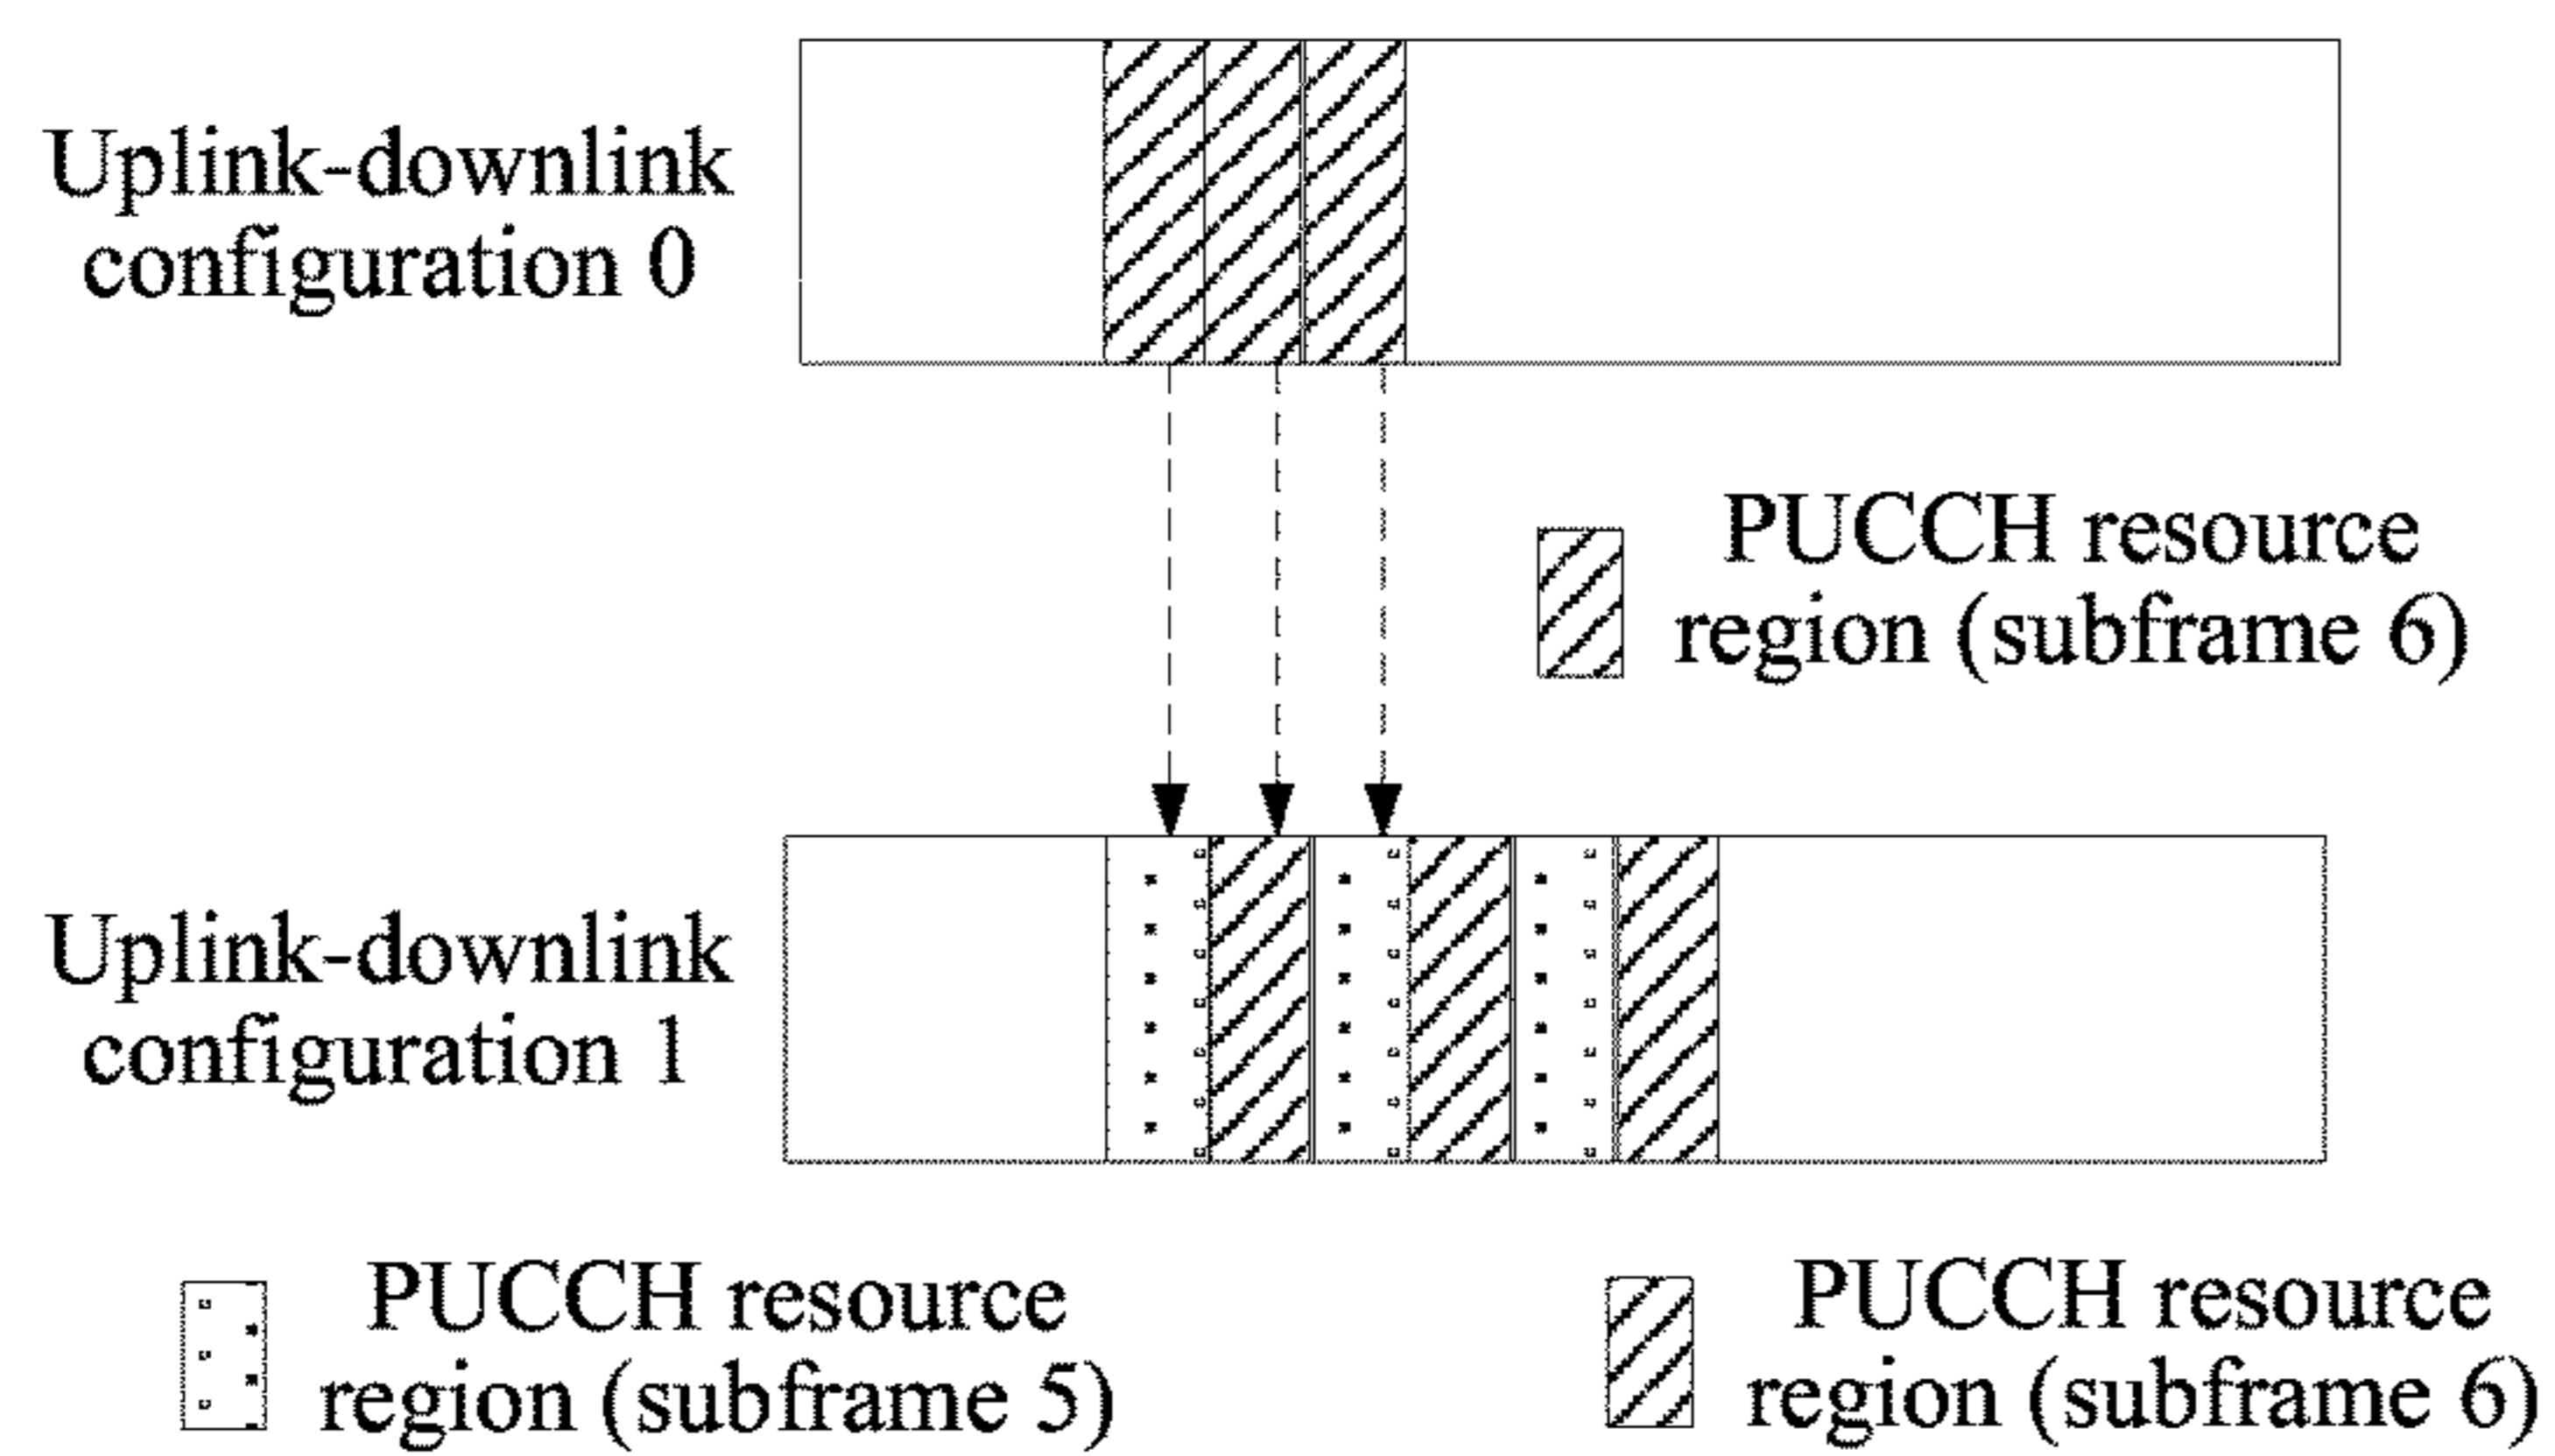 Uplink-downlink
configuration 0
PUCCH resource
region (subframe 6)
Uplink-downlink
configuration 1
PUCCH resource
region (subframe 5)
PUCCH resource
region (subframe 6)